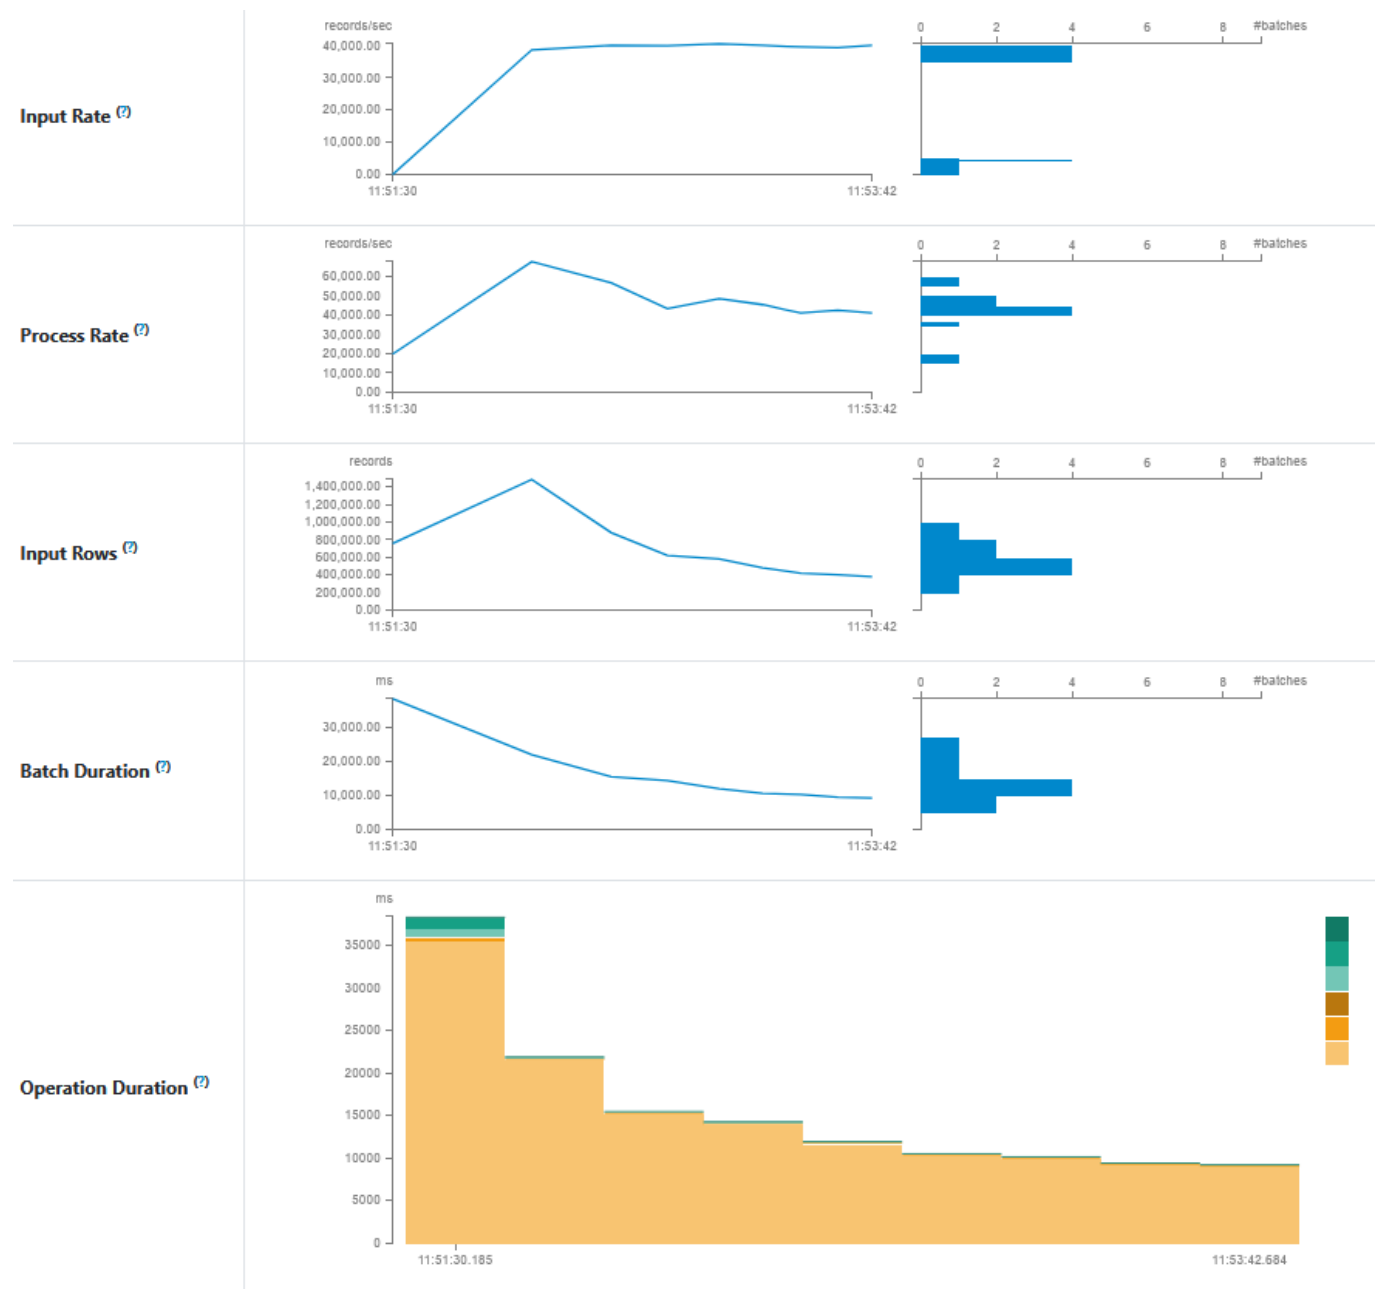 records/sec
40,000.00
30,000.00
20,000.00
10,000.00
0.00
11:51:30 11:53:42
0 2 4 6 8 #batches
Input Rate (?)
records/sec
60,000.00
50,000.00
40,000.00
30,000.00
20,000.00
10,000.00
0.00
11:51:30 11:53:42
0 2 4 6 8 #batches
Process Rate (?)
records
1,400,000.00
1,200,000.00
1,000,000.00
800,000.00
600,000.00
400,000.00
200,000.00
0.00
11:51:30 11:53:42
0 2 4 6 8 #batches
Input Rows (?)
ms
30,000.00
20,000.00
10,000.00
0.00
11:51:30 11:53:42
0 2 4 6 8 #batches
Batch Duration (?)
ms
35000
30000
25000
20000
15000
10000
5000
0
11:51:30.185 11:53:42.684
Operation Duration (?)